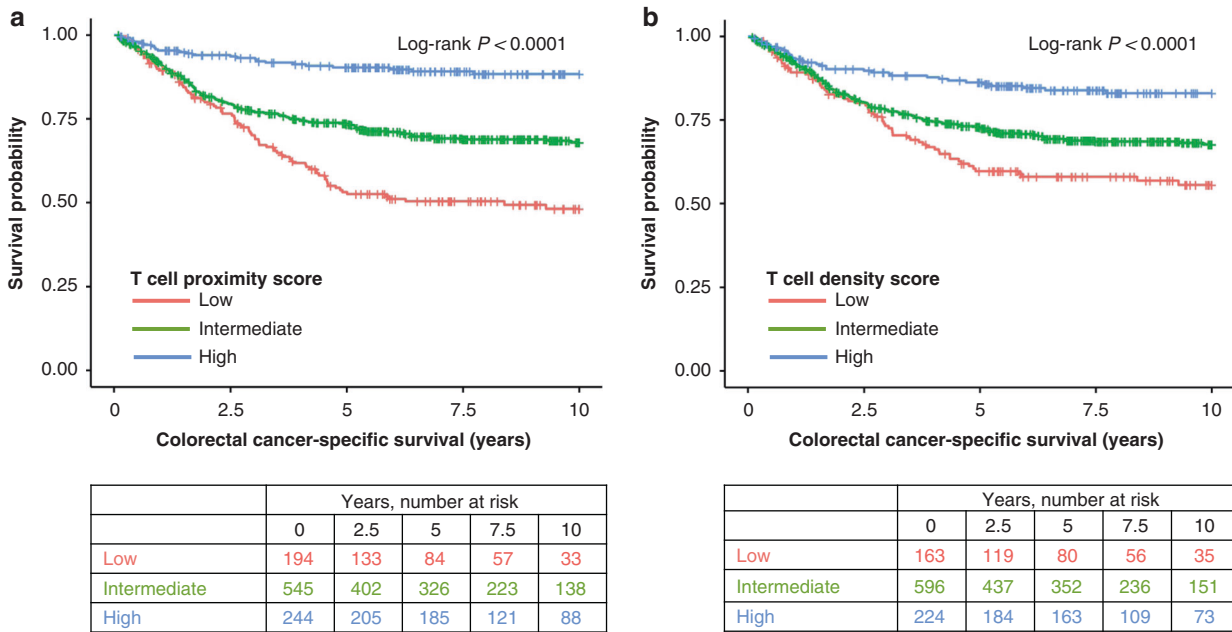 a
Log-rank P < 0.0001
Survival probability
1.00
0.75
0.50
0.25
0.00
T cell proximity score
Low
Intermediate
High
0 2.5 5 7.5 10
Colorectal cancer-specific survival (years)
Years, number at risk
0 2.5 5 7.5 10
Low 194 133 84 57 33
Intermediate 545 402 326 223 138
High 244 205 185 121 88
b
Log-rank P < 0.0001
Survival probability
1.00
0.75
0.50
0.25
0.00
T cell density score
Low
Intermediate
High
0 2.5 5 7.5 10
Colorectal cancer-specific survival (years)
Years, number at risk
0 2.5 5 7.5 10
Low 163 119 80 56 35
Intermediate 596 437 352 236 151
High 224 184 163 109 73